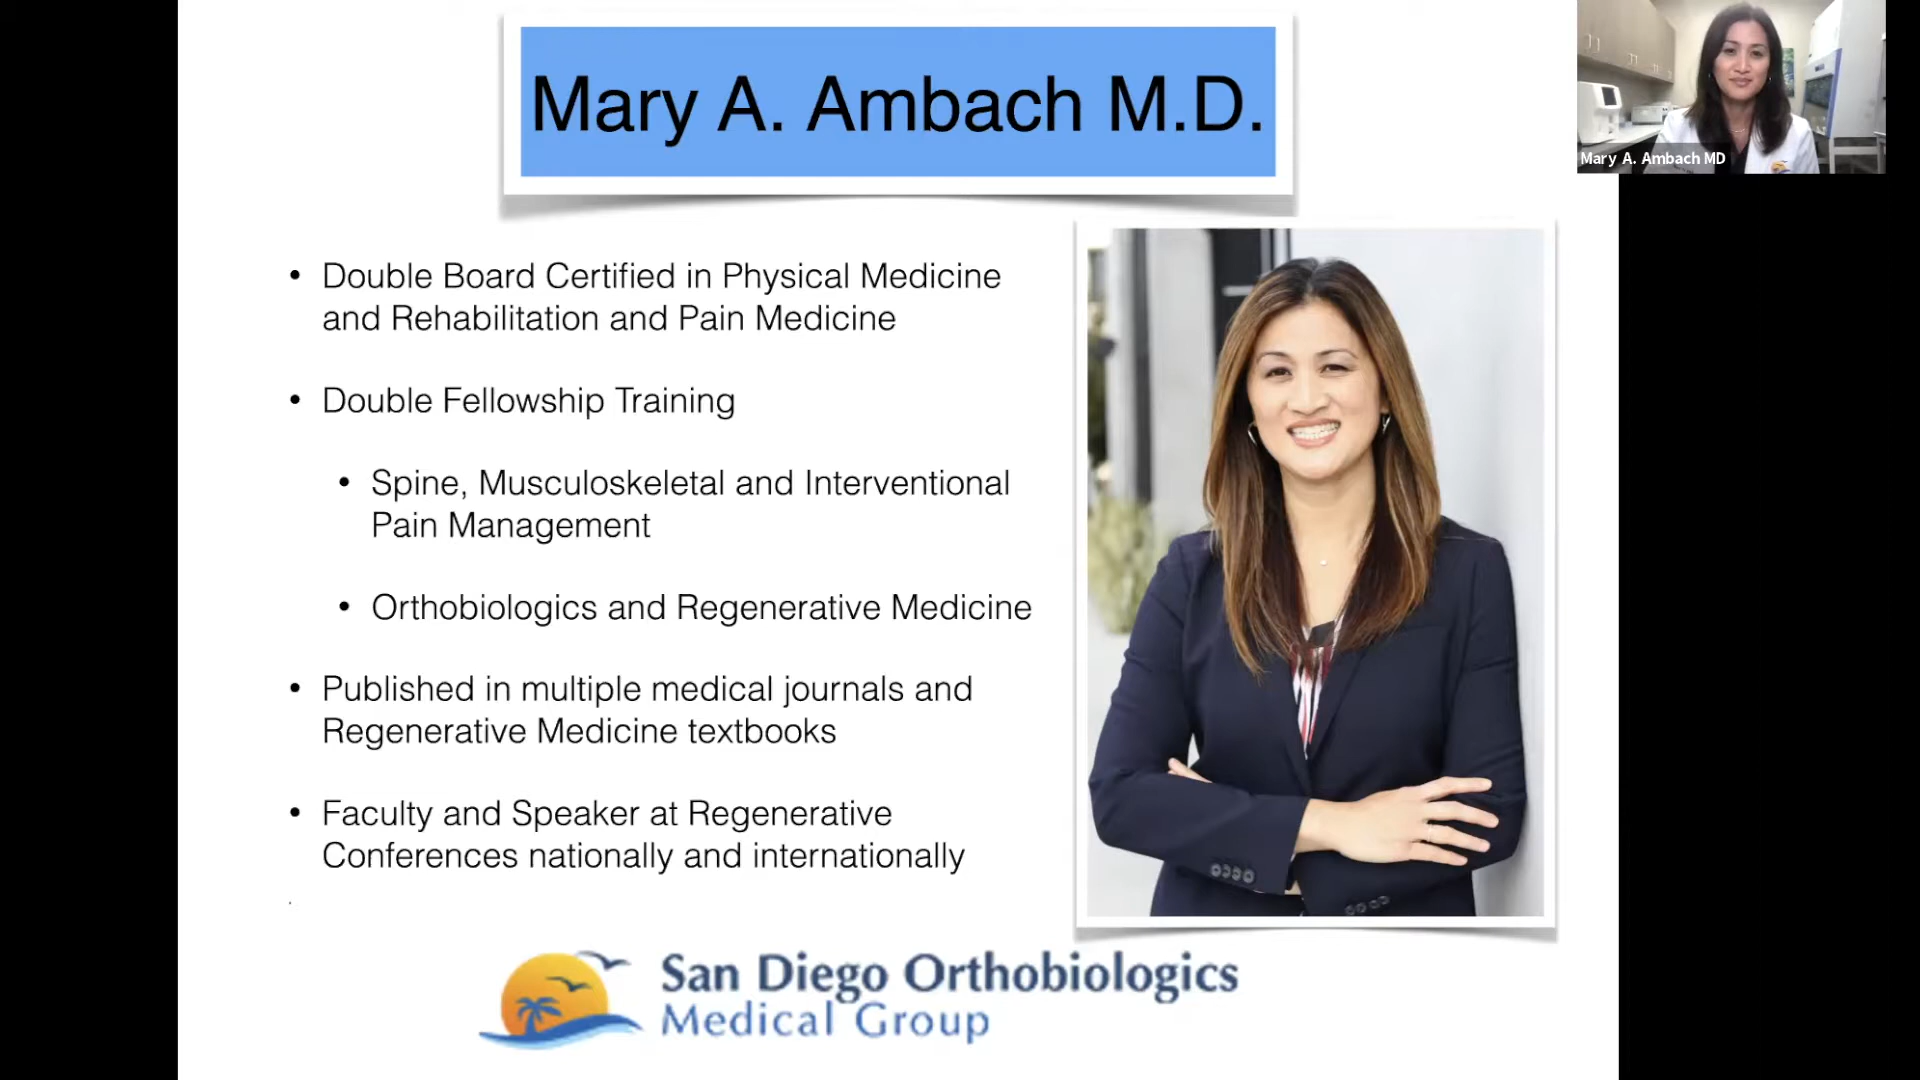 Mary A. Ambach M.D.
Mary A. Ambach MD
• Double Board Certified in Physical Medicine
and Rehabilitation and Pain Medicine
• Double Fellowship Training
• Spine, Musculoskeletal and Interventional
Pain Management
• Orthobiologics and Regenerative Medicine
• Published in multiple medical journals and
Regenerative Medicine textbooks
• Faculty and Speaker at Regenerative
Conferences nationally and internationally
San Diego Orthobiologics
Medical Group